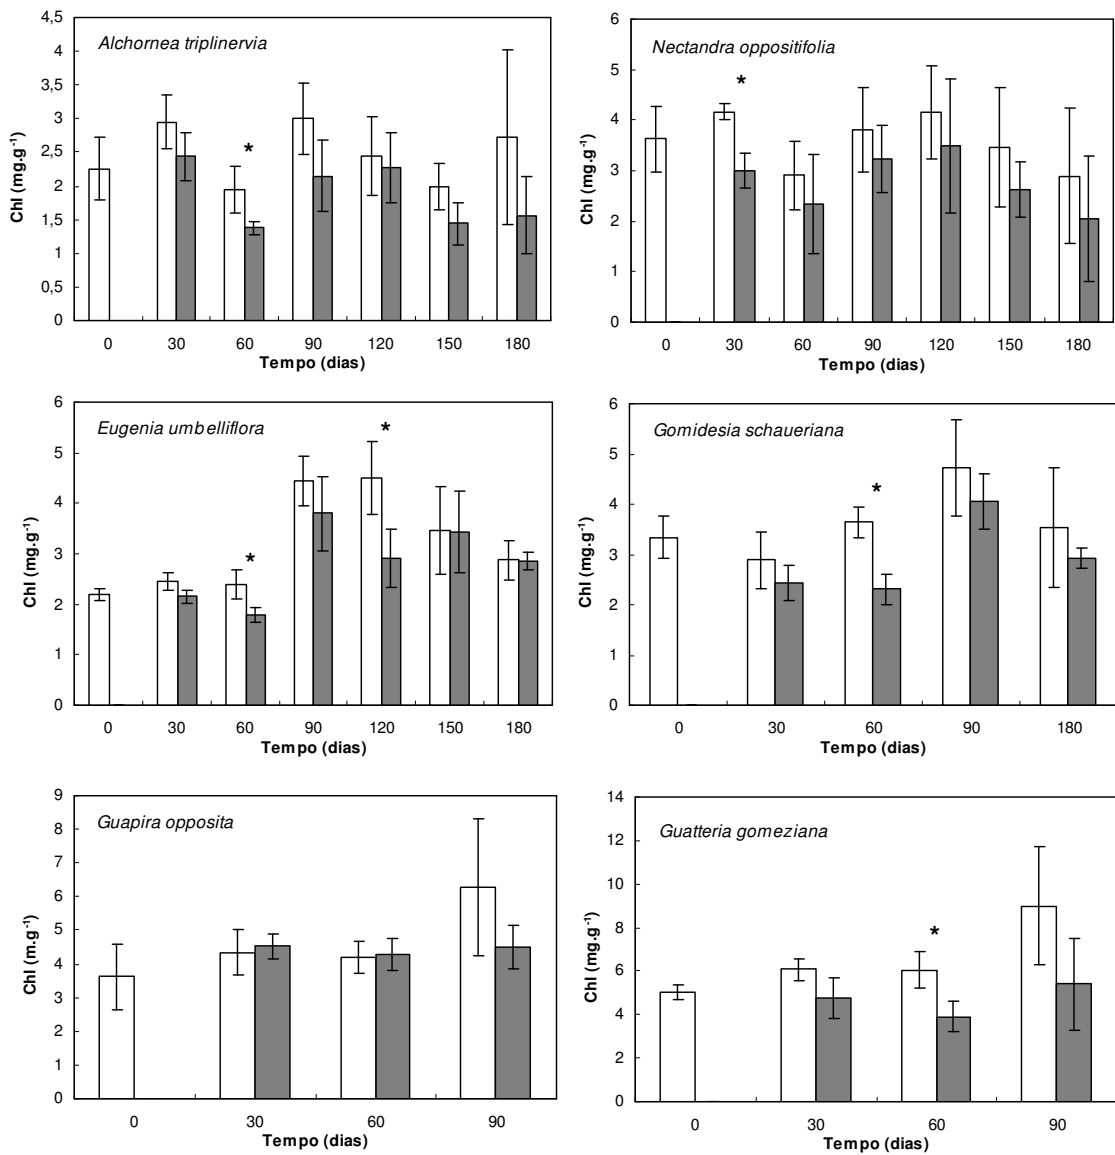 Alchornea triplinervia
Chl (mg.g-1)
4,5
4
3,5
3
2,5
2
1,5
1
0,5
0
*
0 30 60 90 120 150 180
Tempo (dias)
Nectandra oppositifolia
Chl (mg.g-1)
6
5
4
3
2
1
0
*
0 30 60 90 120 150 180
Tempo (dias)
Eugenia umbelliflora
Chl (mg.g-1)
6
5
4
3
2
1
0
*
*
0 30 60 90 120 150 180
Tempo (dias)
Gomidesia schaueriana
Chl (mg.g-1)
6
5
4
3
2
1
0
*
0 30 60 90 180
Tempo (dias)
Guapira opposita
Chl (m.g-1)
9
8
7
6
5
4
3
2
1
0
0 30 60 90
Tempo (dias)
Guatteria gomeziana
Chl (mg.g-1)
14
12
10
8
6
4
2
0
*
0 30 60 90
Tempo (dias)